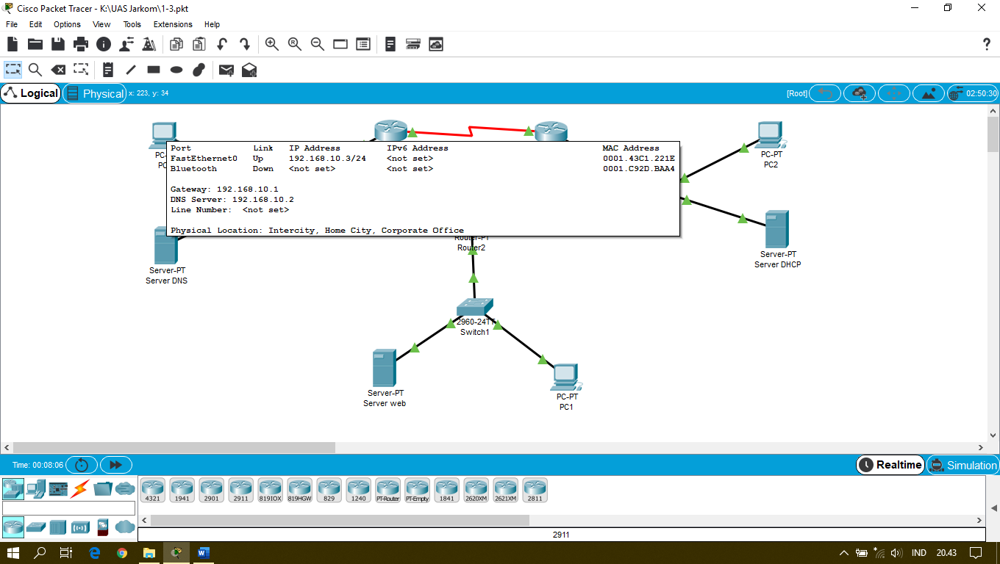 Cisco Packet Tracer - K:\UAS Jarkom\1-3.pkt
File Edit Options View Tools Extensions Help
R
?
Logical Physical x: 223, y: 34 [Root] 02:50:30
Port Link IP Address IPv6 Address MAC Address
FastEthernet0 Up 192.168.10.3/24 <not set> 0001.43C1.221E
Bluetooth Down <not set> <not set> 0001.C92D.BAA4
Gateway: 192.168.10.1
DNS Server: 192.168.10.2
Line Number: <not set>
Physical Location: Intercity, Home City, Corporate Office
PC
PC
PC-PT
PC2
Router-PT
Router2
Server-PT
Server DHCP
Server-PT
Server DNS
2960-24TT
Switch1
Server-PT
Server web
PC-PT
PC1
Time: 00:08:06 Realtime Simulation
4321 1941 2901 2911 819IOX 819HGW 829 1240 PT-Router PT-Empty 1841 2620XM 2621XM 2811
2911
IND 20.43